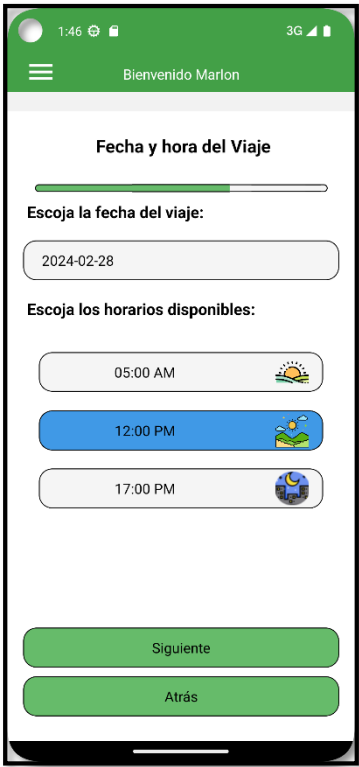 1:46
3G
Bienvenido Marlon
Fecha y hora del Viaje
Escoja la fecha del viaje:
2024-02-28
Escoja los horarios disponibles:
05:00 AM
12:00 PM
17:00 PM
Siguiente
Atrás